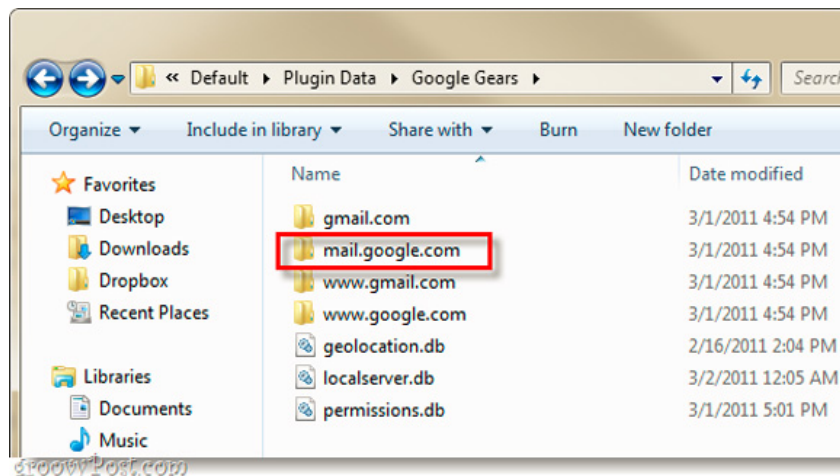 « Default ▸ Plugin Data ▸ Google Gears ▸
Organize ▾ Include in library ▾ Share with ▾ Burn New folder
Name Date modified
Favorites
Desktop
Downloads
Dropbox
Recent Places
Libraries
Documents
Music
gmail.com 3/1/2011 4:54 PM
mail.google.com 3/1/2011 4:54 PM
www.gmail.com 3/1/2011 4:54 PM
www.google.com 3/1/2011 4:54 PM
geolocation.db 2/16/2011 2:04 PM
localserver.db 3/2/2011 12:05 AM
permissions.db 3/1/2011 5:01 PM
groovyPost.com